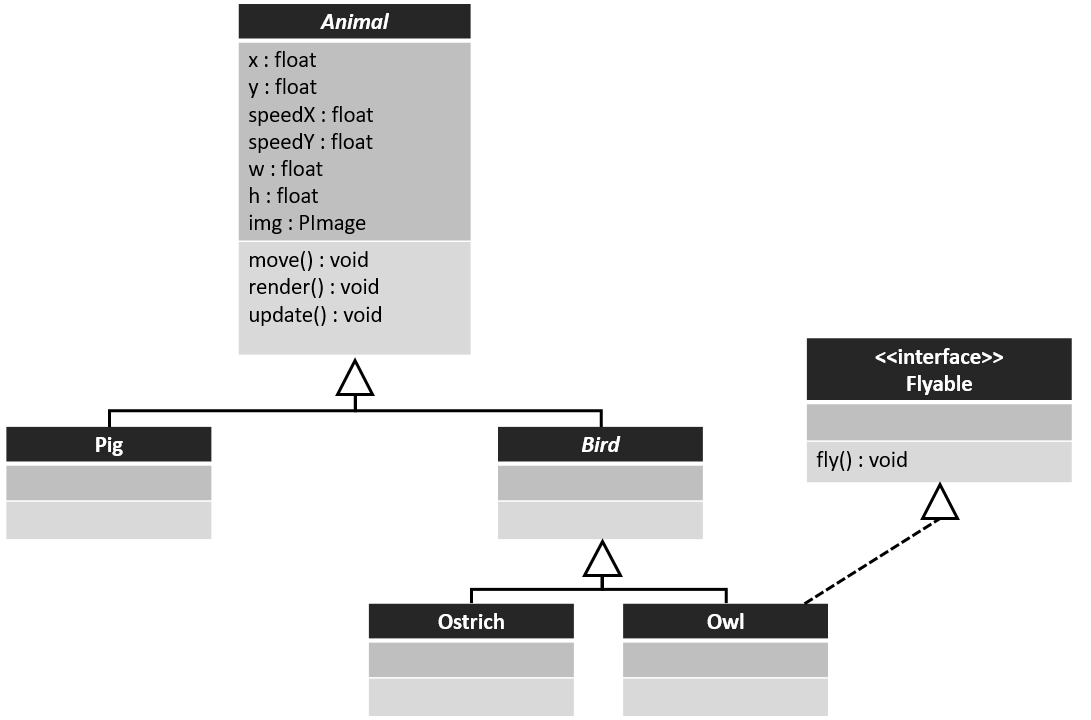 Animal
x : float
y : float
speedX : float
speedY : float
w : float
h : float
img : PImage
move() : void
render() : void
update() : void
<<interface>>
Flyable
fly() : void
Pig
Bird
Ostrich
Owl